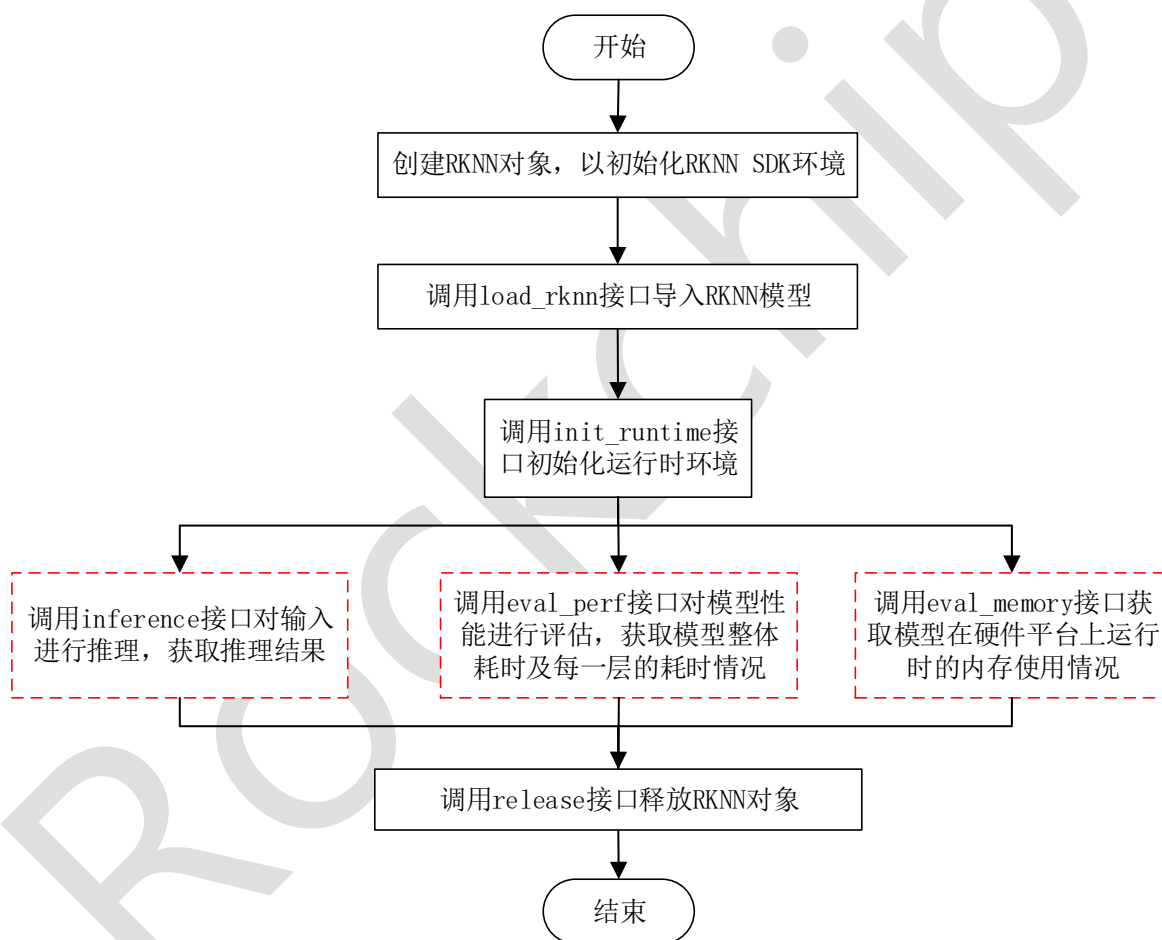 开始
创建RKNN对象，以初始化RKNN SDK环境
调用load_rknn接口导入RKNN模型
调用init_runtime接
口初始化运行时环境
调用inference接口对输入
进行推理，获取推理结果
调用eval_perf接口对模型性
能进行评估，获取模型整体
耗时及每一层的耗时情况
调用eval_memory接口获
取模型在硬件平台上运行
时的内存使用情况
调用release接口释放RKNN对象
结束
Rockchip